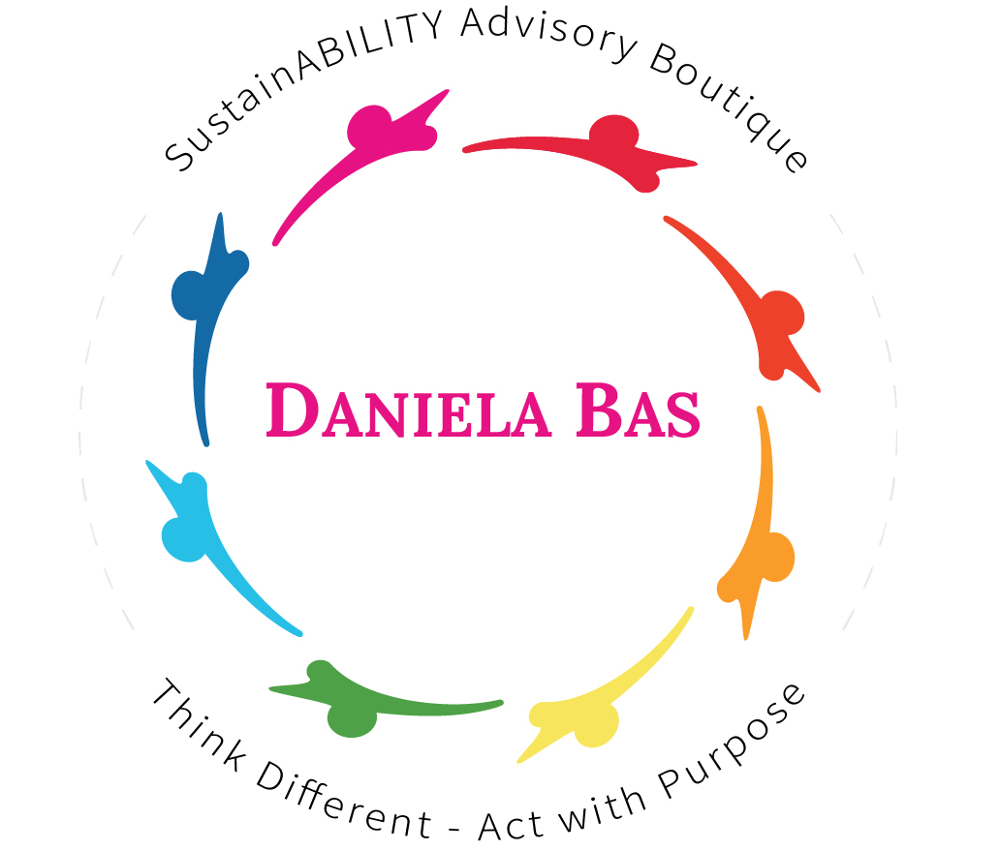 SustainABILITY Advisory Boutique
Daniela Bas
Think Different - Act with Purpose